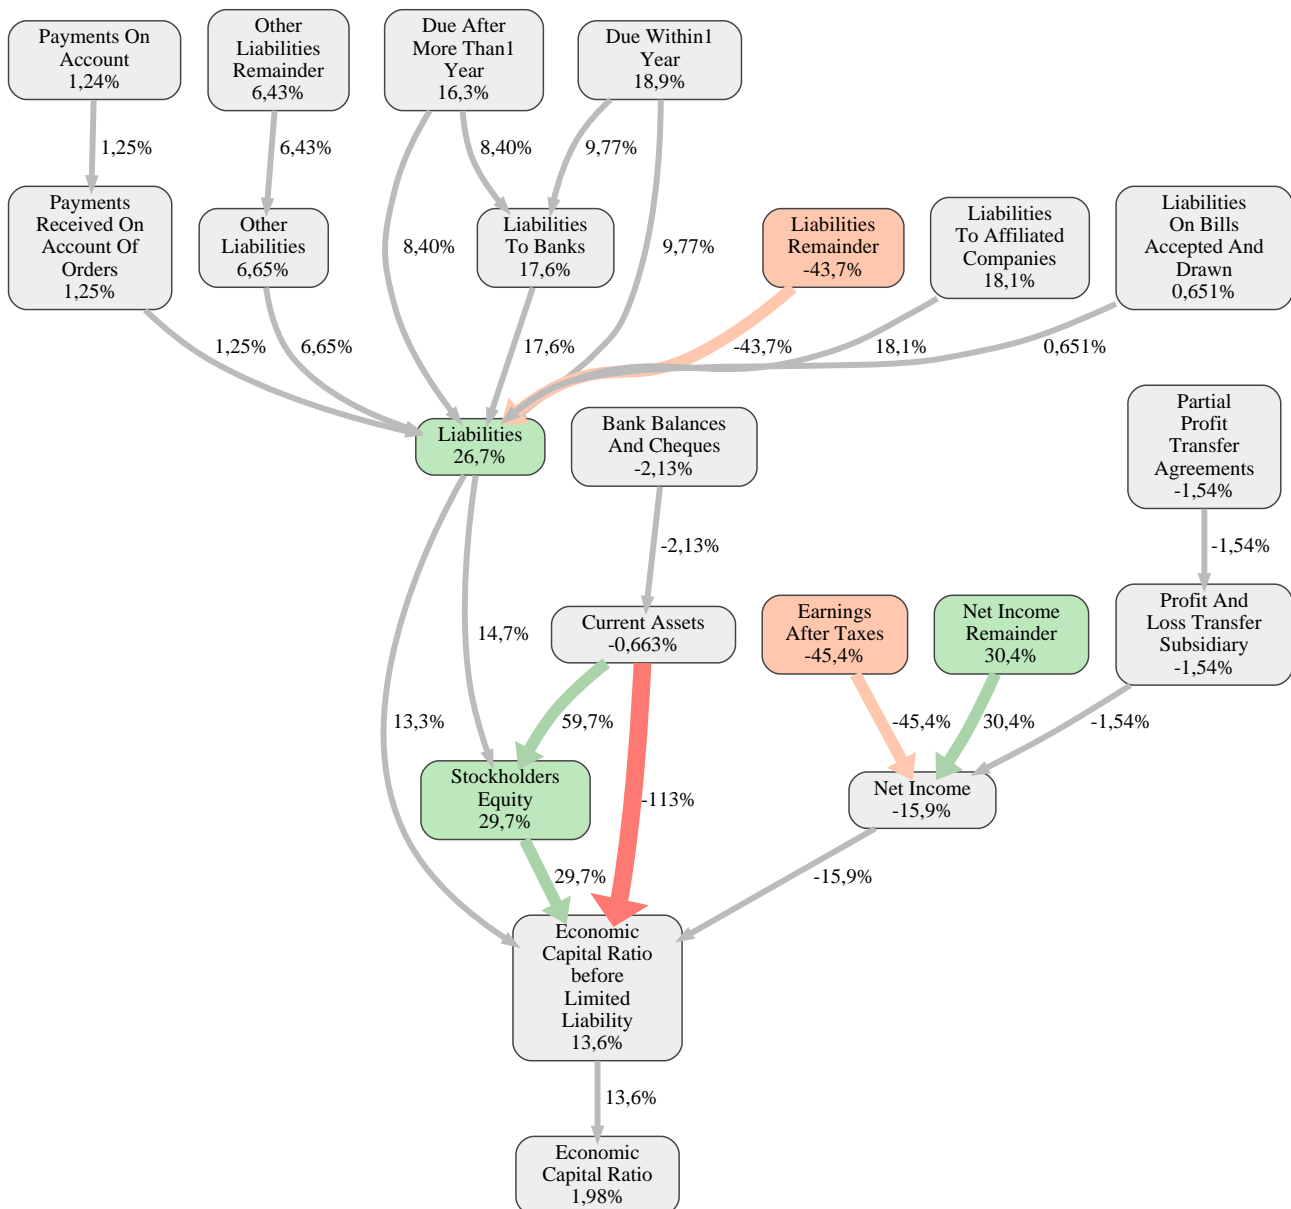 Payments On
Account
1,24%
Other
Liabilities
Remainder
6,43%
Due After
More Than1
Year
16,3%
Due Within1
Year
18,9%
1,25%
6,43%
8,40%
9,77%
Payments
Received On
Account Of
Orders
1,25%
Other
Liabilities
6,65%
8,40%
Liabilities
To Banks
17,6%
9,77%
Liabilities
Remainder
-43,7%
Liabilities
To Affiliated
Companies
18,1%
Liabilities
On Bills
Accepted And
Drawn
0,651%
1,25%
6,65%
17,6%
-43,7%
18,1%
0,651%
Liabilities
26,7%
Bank Balances
And Cheques
-2,13%
Partial
Profit
Transfer
Agreements
-1,54%
-2,13%
-1,54%
14,7%
Current Assets
-0,663%
Earnings
After Taxes
-45,4%
Net Income
Remainder
30,4%
Profit And
Loss Transfer
Subsidiary
-1,54%
13,3%
59,7%
-45,4%
30,4%
-1,54%
Stockholders
Equity
29,7%
-113%
Net Income
-15,9%
29,7%
-15,9%
Economic
Capital Ratio
before
Limited
Liability
13,6%
13,6%
Economic
Capital Ratio
1,98%